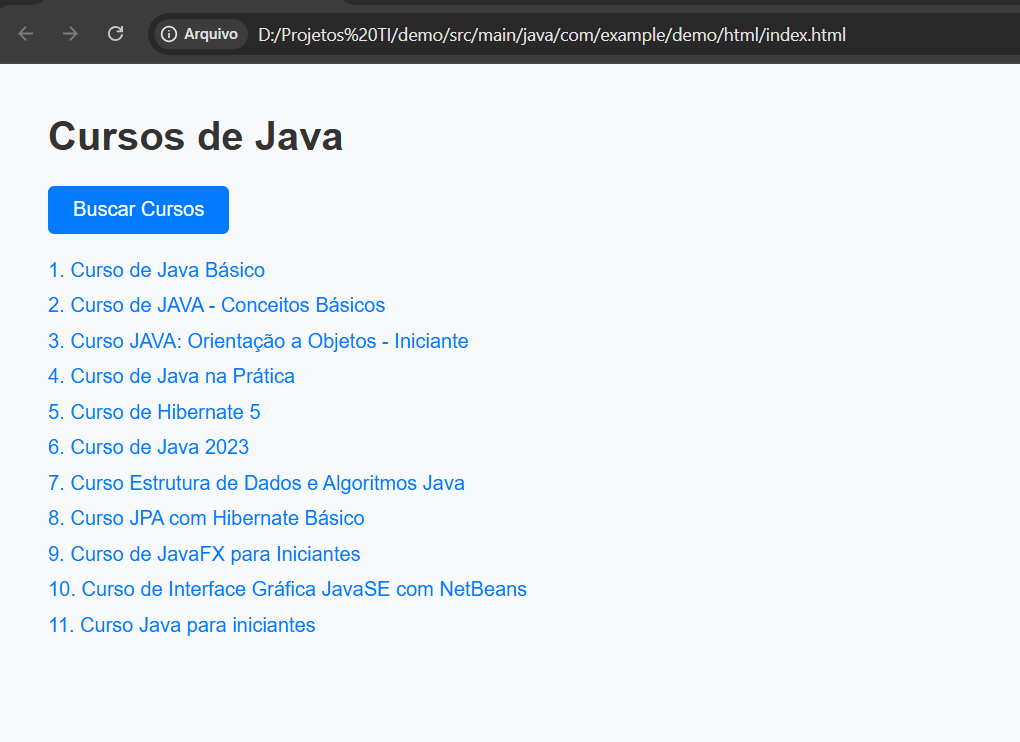 Arquivo D:/Projetos%20TI/demo/src/main/java/com/example/demo/html/index.html
Cursos de Java
Buscar Cursos
1. Curso de Java Básico
2. Curso de JAVA - Conceitos Básicos
3. Curso JAVA: Orientação a Objetos - Iniciante
4. Curso de Java na Prática
5. Curso de Hibernate 5
6. Curso de Java 2023
7. Curso Estrutura de Dados e Algoritmos Java
8. Curso JPA com Hibernate Básico
9. Curso de JavaFX para Iniciantes
10. Curso de Interface Gráfica JavaSE com NetBeans
11. Curso Java para iniciantes